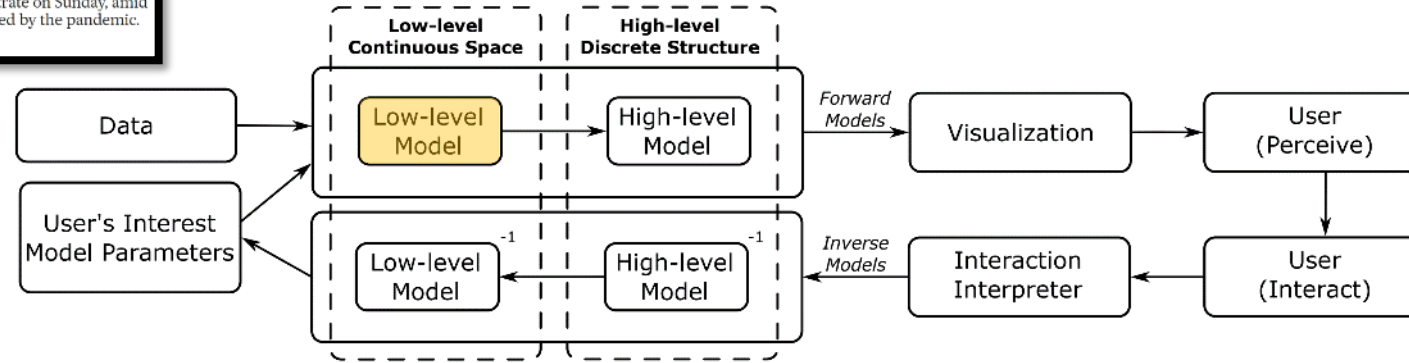 trate on Sunday, amid
ed by the pandemic.
Low-level
Continuous Space
High-level
Discrete Structure
Data
Low-level
Model
High-level
Model
Forward
Models
Visualization
User
(Perceive)
User's Interest
Model Parameters
Low-level
Model
-1
High-level
Model
-1
Inverse
Models
Interaction
Interpreter
User
(Interact)